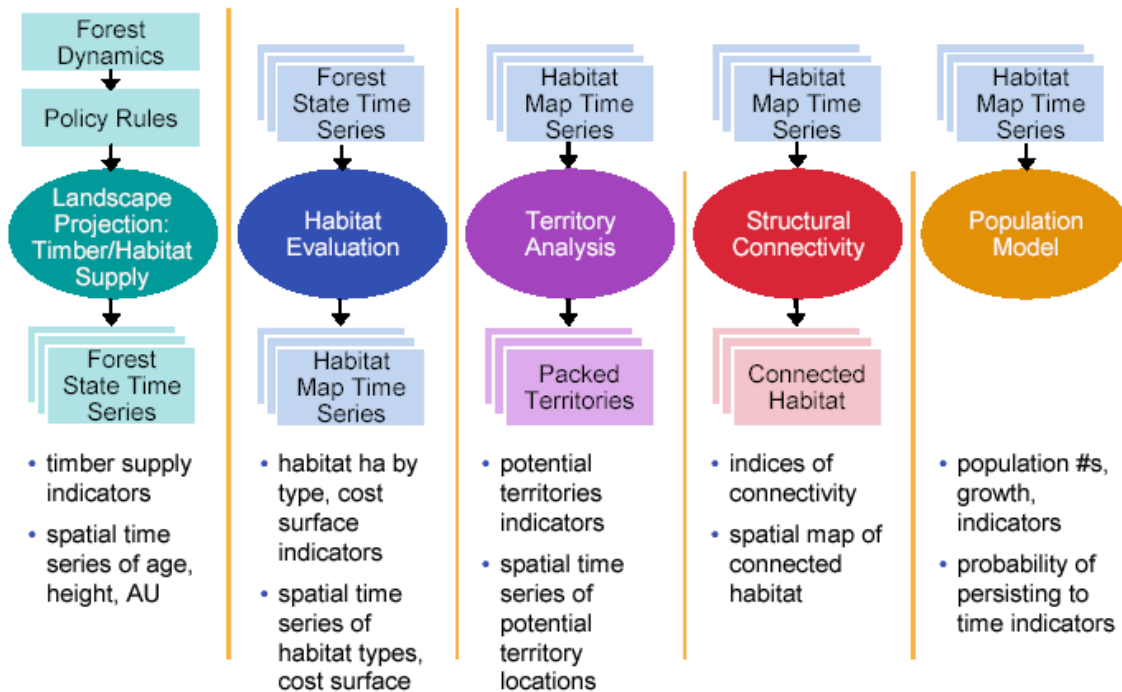 Forest
Dynamics
Policy Rules
Landscape
Projection:
Timber/Habitat
Supply
Forest
State Time
Series
• timber supply
indicators
• spatial time
series of age,
height, AU
Forest
State Time
Series
Habitat
Evaluation
Habitat
Map Time
Series
• habitat ha by
type, cost
surface
indicators
• spatial time
series of
habitat types,
cost surface
Habitat
Map Time
Series
Territory
Analysis
Packed
Territories
• potential
territories
indicators
• spatial time
series of
potential
territory
locations
Habitat
Map Time
Series
Structural
Connectivity
Connected
Habitat
• indices of
connectivity
• spatial map of
connected
habitat
Habitat
Map Time
Series
Population
Model
• population #s,
growth,
indicators
• probability of
persisting to
time indicators